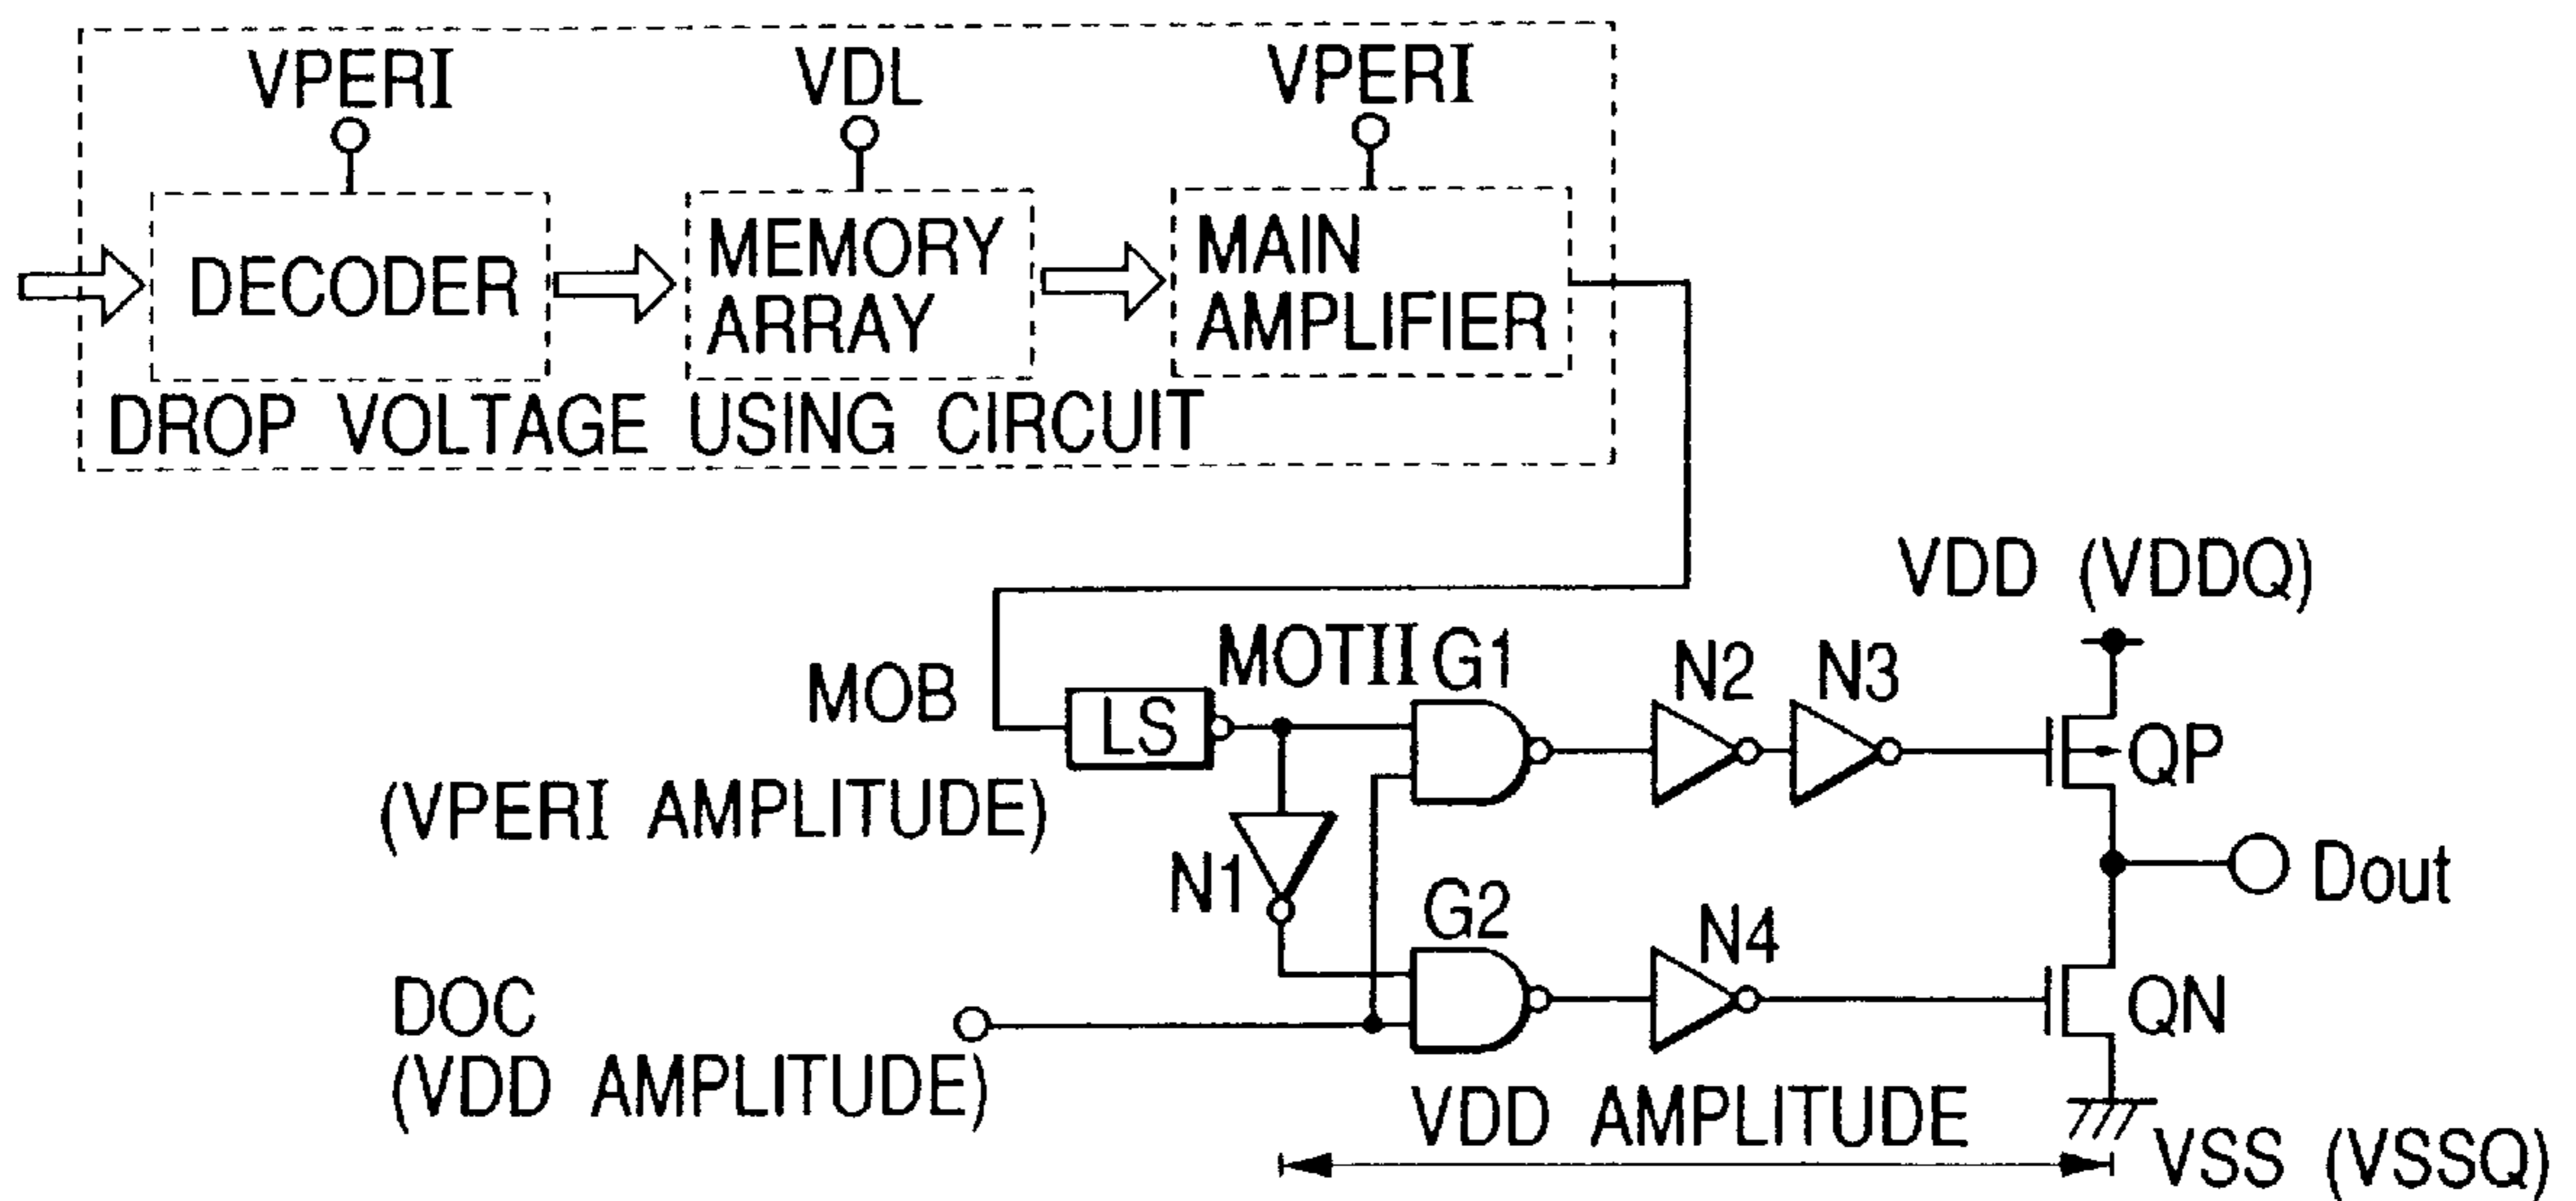 VPERI
VDL
VPERI
DECODER
MEMORY
ARRAY
MAIN
AMPLIFIER
DROP VOLTAGE USING CIRCUIT
VDD (VDDQ)
MOB
(VPERI AMPLITUDE)
LS
MOTII
G1
N2
N3
QP
N1
Dout
G2
N4
QN
DOC
(VDD AMPLITUDE)
VDD AMPLITUDE
VSS (VSSQ)